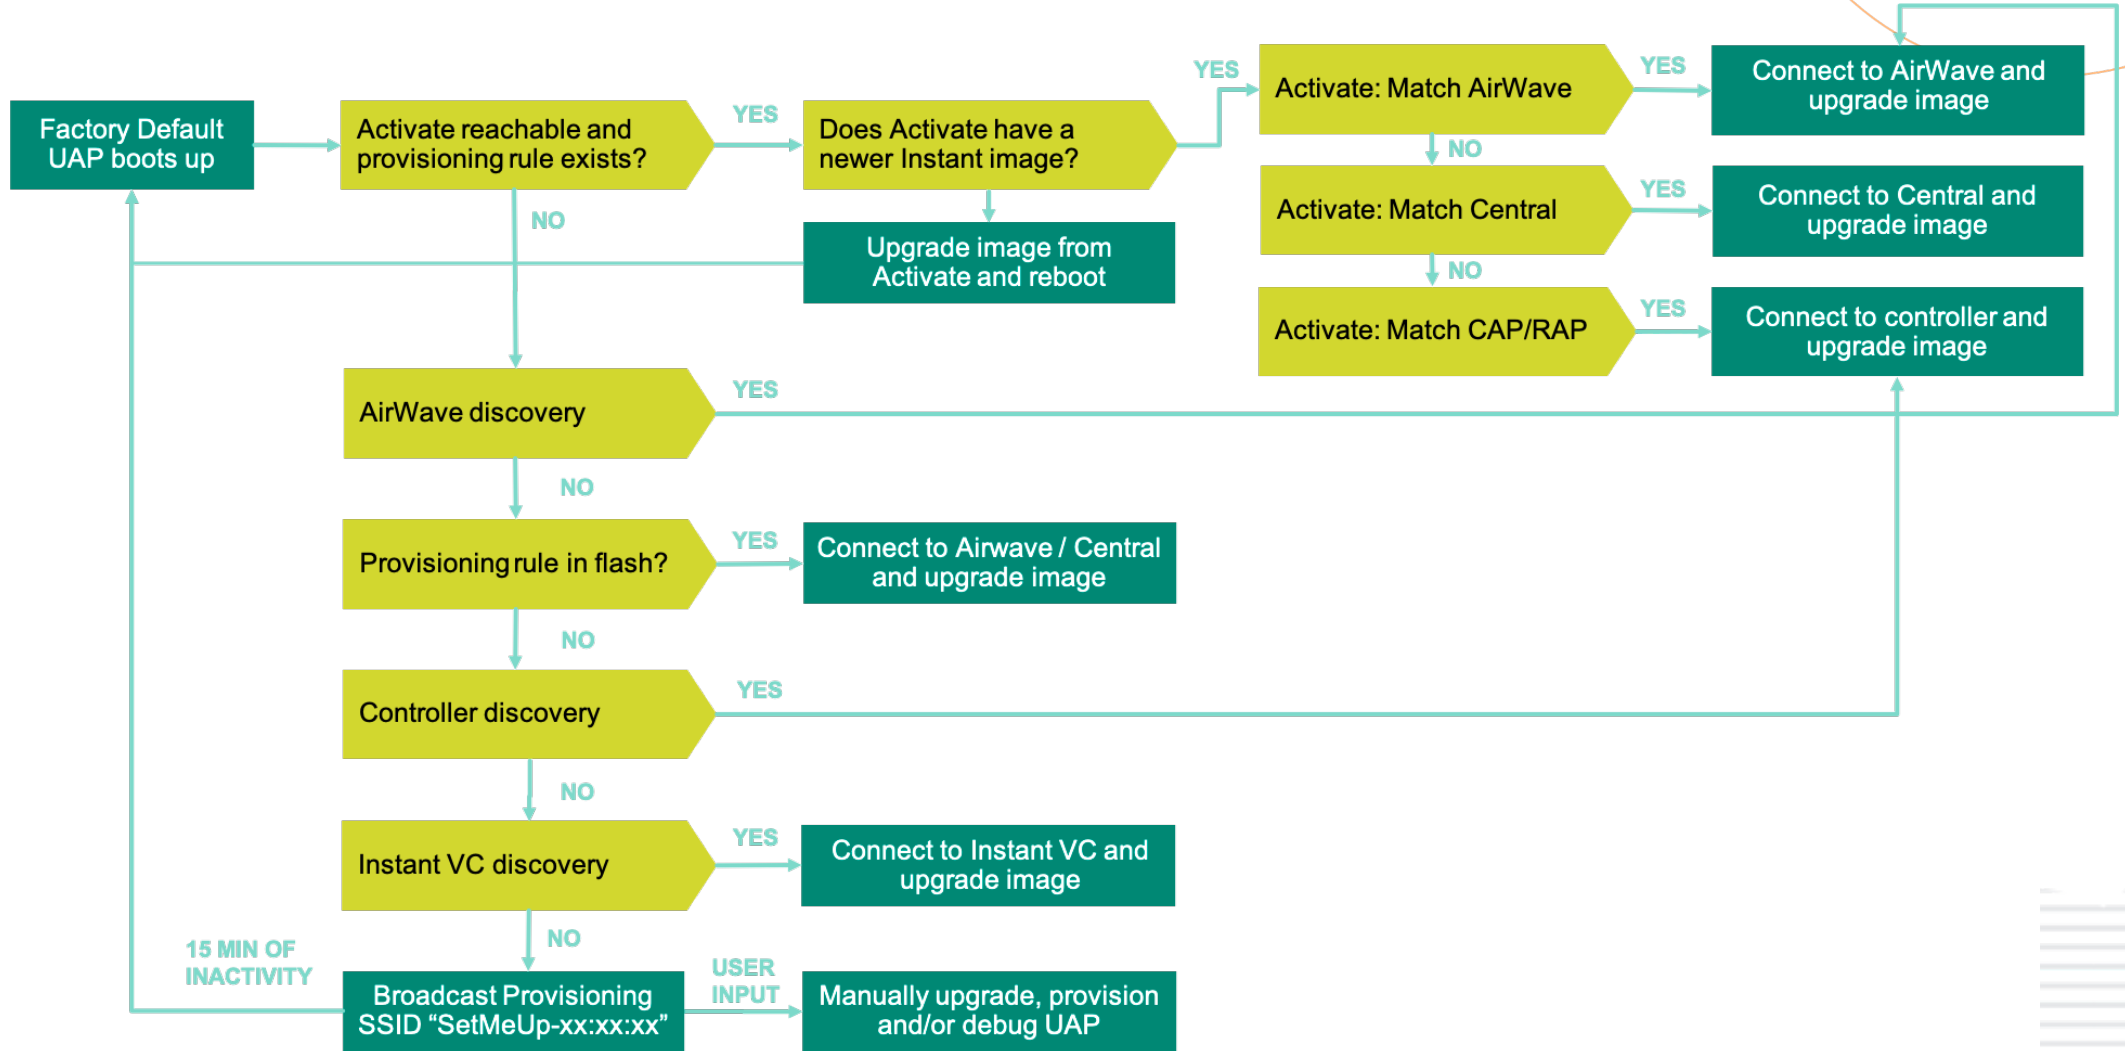 Factory Default
UAP boots up
Activate reachable and
provisioning rule exists?
YES
Does Activate have a
newer Instant image?
YES
Activate: Match AirWave
YES
Connect to AirWave and
upgrade image
NO
Activate: Match Central
YES
Connect to Central and
upgrade image
NO
Activate: Match CAP/RAP
YES
Connect to controller and
upgrade image
NO
Upgrade image from
Activate and reboot
AirWave discovery
YES
NO
Provisioning rule in flash?
YES
Connect to Airwave / Central
and upgrade image
NO
Controller discovery
YES
NO
Instant VC discovery
YES
Connect to Instant VC and
upgrade image
NO
15 MIN OF
INACTIVITY
Broadcast Provisioning
SSID “SetMeUp-xx:xx:xx”
USER
INPUT
Manually upgrade, provision
and/or debug UAP